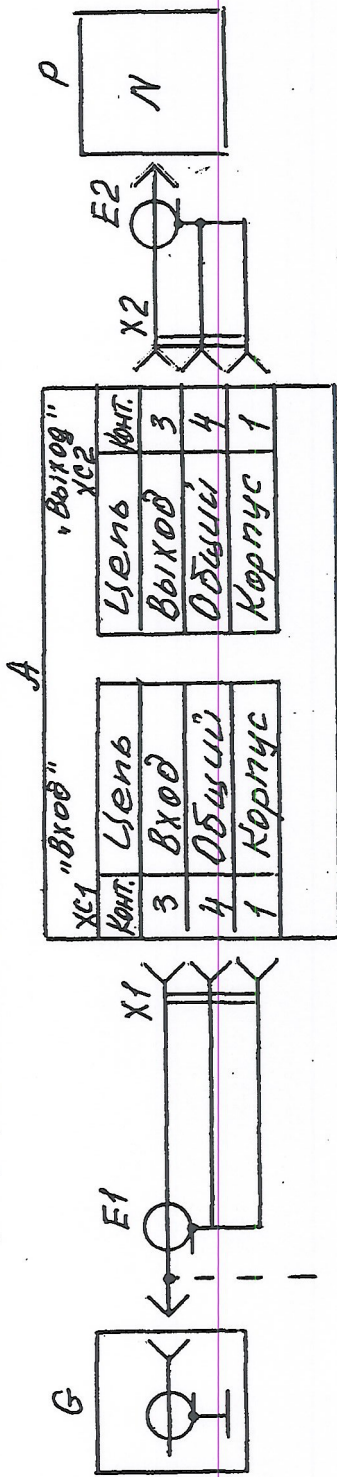 G
E1
X1
A
"Вход"
XC1
Конт. Цепь
3 Вход
4 Общий
1 Корпус
"Выход"
XC2
Цепь Конт.
Выход 3
Общий 4
Корпус 1
X2
E2
P
N